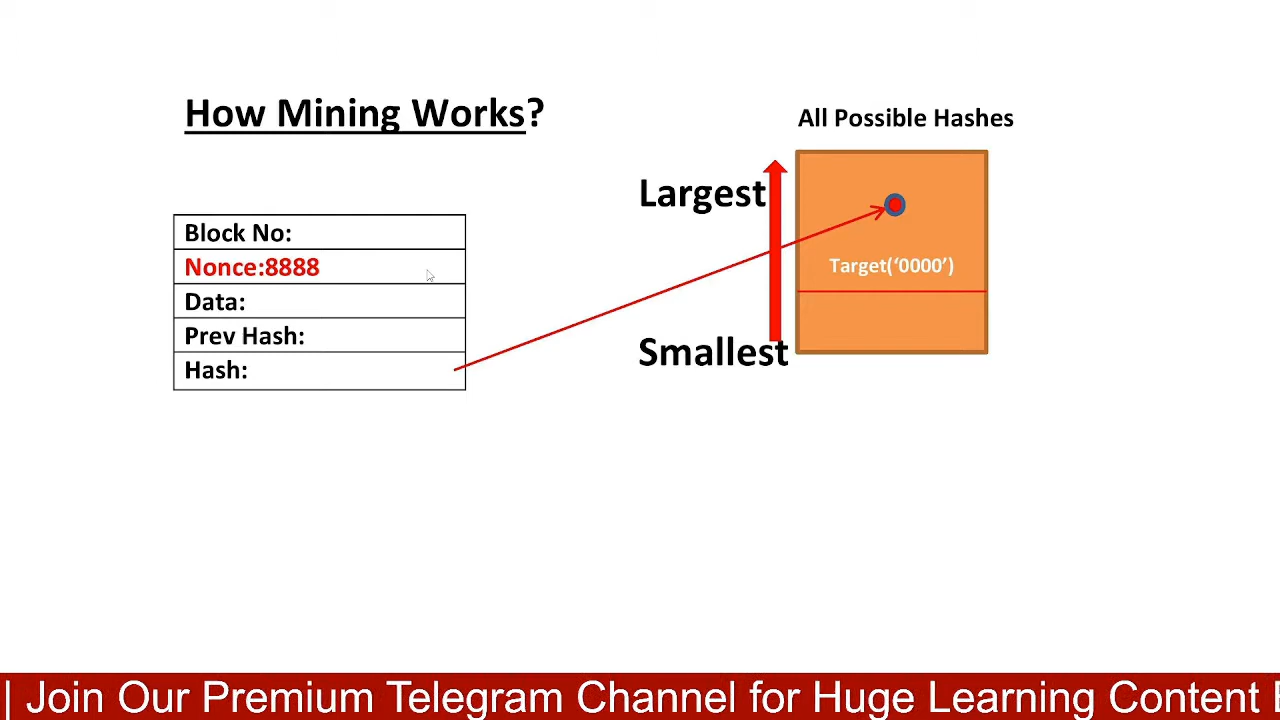 How Mining Works?
All Possible Hashes
Largest
Block No:
Nonce:8888
Target('0000')
Data:
Prev Hash:
Smallest
Hash:
| Join Our Premium Telegram Channel for Huge Learning Content